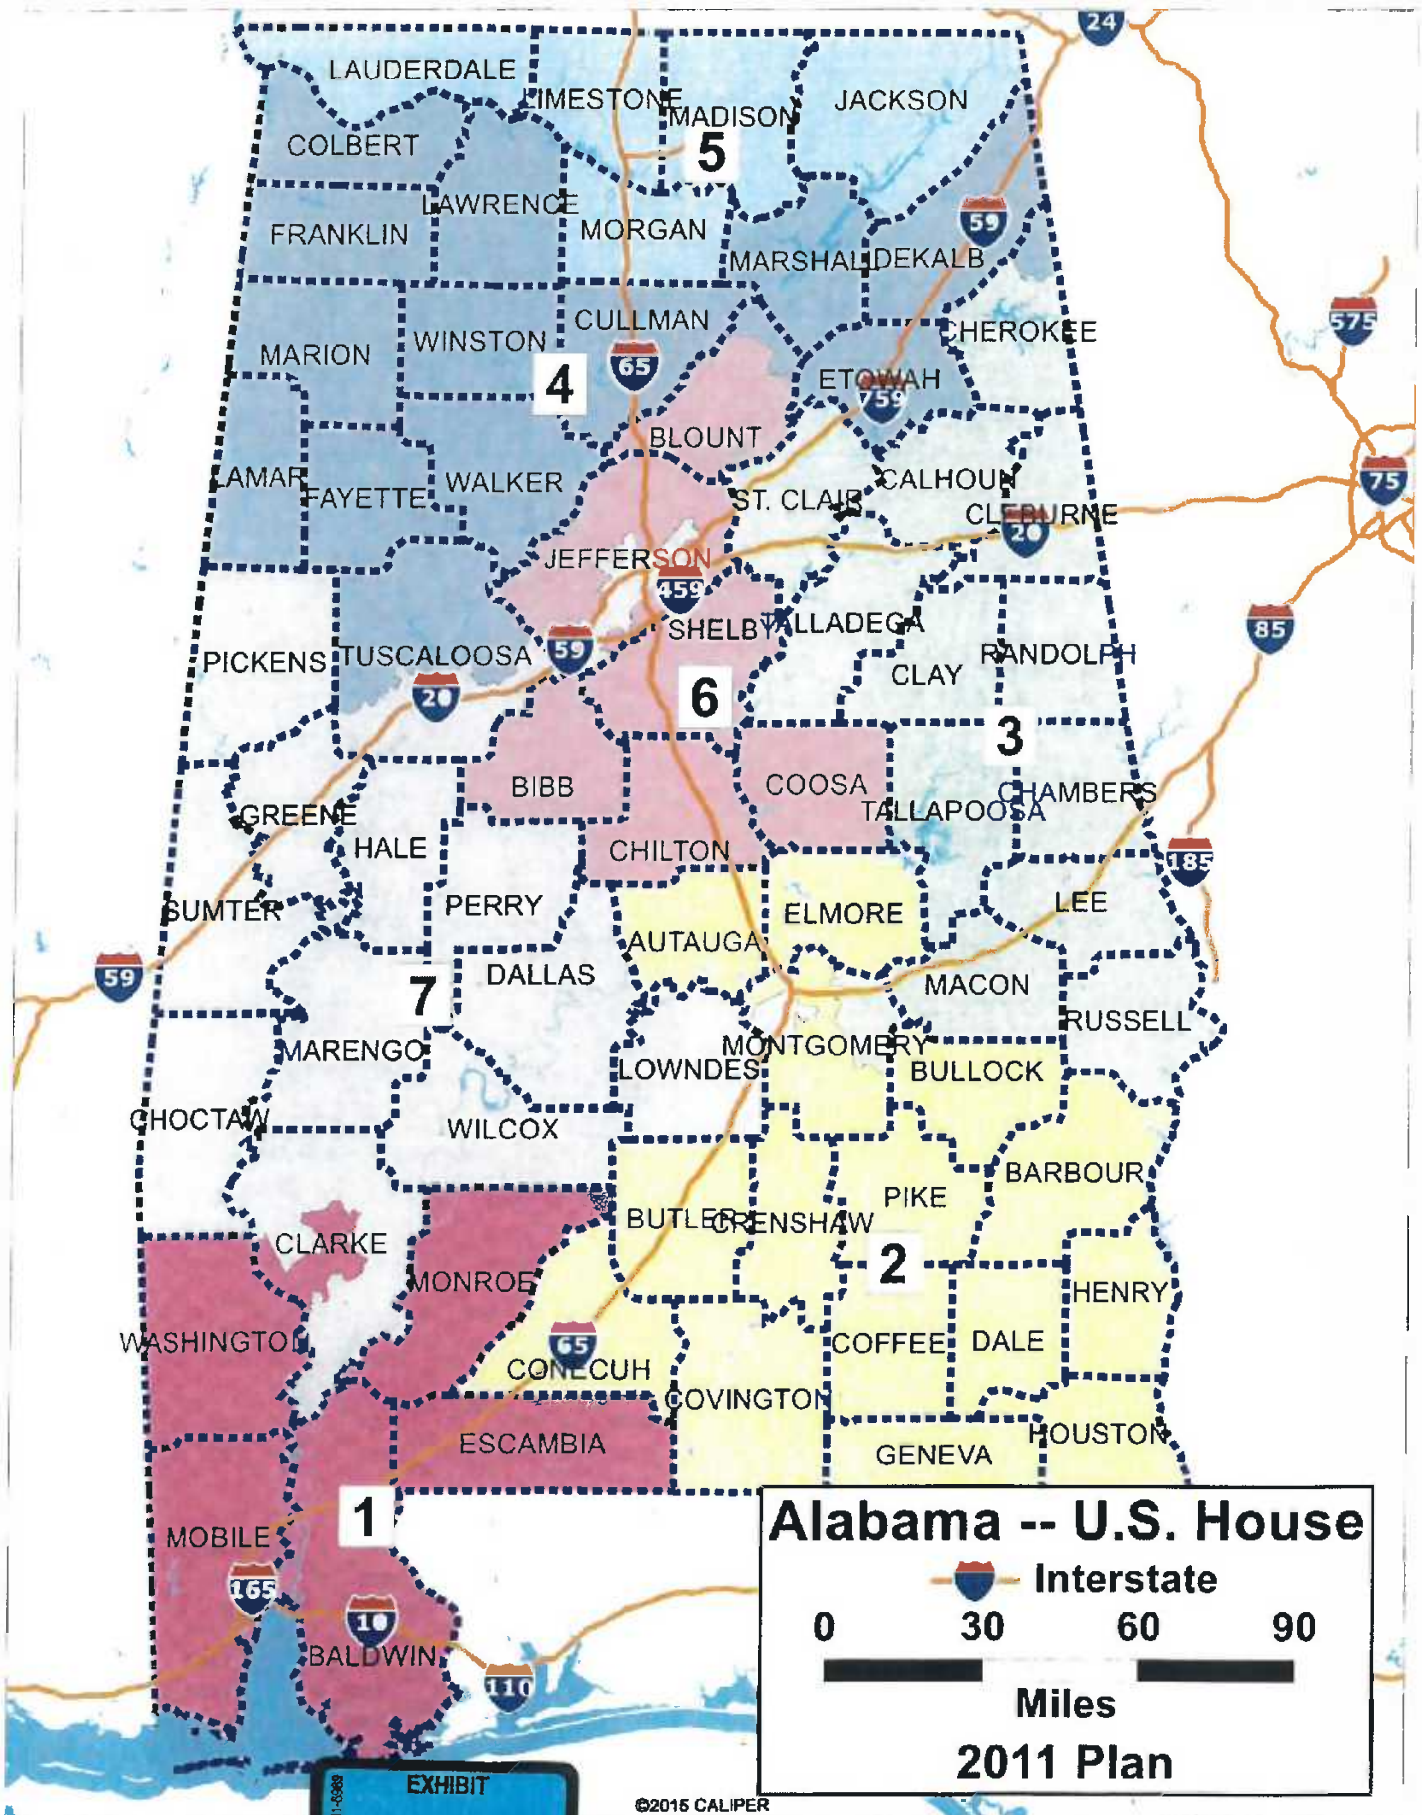 24
LAUDERDALE
LIMESTONE
MADISON
JACKSON
COLBERT
5
LAWRENCE
59
FRANKLIN
MORGAN
MARSHALL
DEKALB
CULLMAN
CHEROKEE
575
WINSTON
MARION
65
4
ETOWAH
759
BLOUNT
LAMAR
FAYETTE
WALKER
ST. CLAIR
CALHOUN
75
CLEBURNE
20
JEFFERSON
459
SHELBY
TALLADEGA
85
PICKENS
TUSCALOOSA
59
CLAY
RANDOLPH
20
6
3
BIBB
COOSA
CHAMBERS
TALLAPOOSA
GREENE
HALE
CHILTON
185
SUMTER
PERRY
ELMORE
LEE
AUTAUGA
59
DALLAS
7
MACON
RUSSELL
MARENGO
LOWNDES
MONTGOMERY
BULLOCK
CHOCTAW
WILCOX
BARBOUR
PIKE
BUTLER
CRENSHAW
CLARKE
2
MONROE
HENRY
WASHINGTON
65
COFFEE
DALE
CONECUH
COVINGTON
ESCAMBIA
HOUSTON
GENEVA
1
MOBILE
165
10
BALDWIN
110
Alabama -- U.S. House
Interstate
0 30 60 90
Miles
2011 Plan
EXHIBIT
©2015 CALIPER